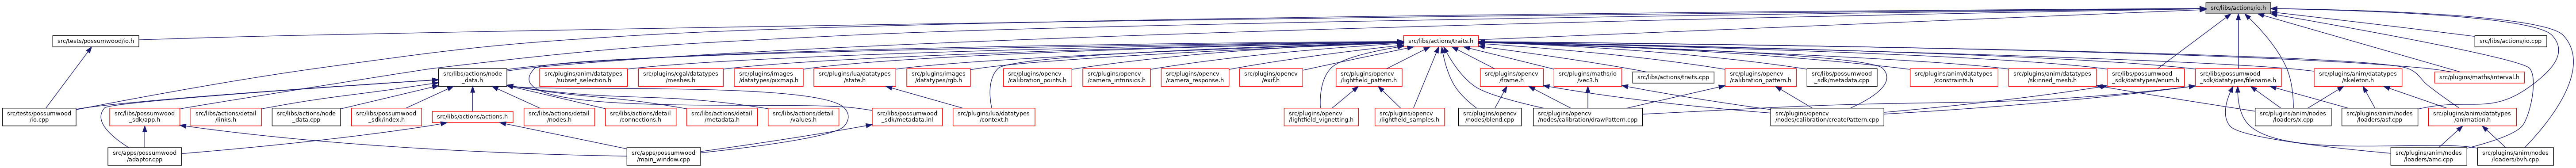 src/libs/actions/io.h
src/tests/possumwood/io.h
src/libs/actions/traits.h
src/libs/actions/io.cpp
src/libs/actions/node
_data.h
src/plugins/anim/datatypes
/subset_selection.h
src/plugins/cgal/datatypes
/meshes.h
src/plugins/images
/datatypes/pixmap.h
src/plugins/lua/datatypes
/state.h
src/plugins/images
/datatypes/rgb.h
src/plugins/opencv
/calibration_points.h
src/plugins/opencv
/camera_intrinsics.h
src/plugins/opencv
/camera_response.h
src/plugins/opencv
/exif.h
src/plugins/opencv
/lightfield_pattern.h
src/plugins/opencv
/frame.h
src/plugins/maths/io
/vec3.h
src/libs/actions/traits.cpp
src/plugins/opencv
/calibration_pattern.h
src/libs/possumwood
_sdk/metadata.cpp
src/plugins/anim/datatypes
/constraints.h
src/plugins/anim/datatypes
/skinned_mesh.h
src/libs/possumwood
_sdk/datatypes/enum.h
src/libs/possumwood
_sdk/datatypes/filename.h
src/plugins/anim/datatypes
/skeleton.h
src/plugins/maths/interval.h
src/tests/possumwood
/io.cpp
src/libs/possumwood
_sdk/app.h
src/libs/actions/detail
/links.h
src/libs/actions/node
_data.cpp
src/libs/possumwood
_sdk/index.h
src/libs/actions/actions.h
src/libs/actions/detail
/nodes.h
src/libs/actions/detail
/connections.h
src/libs/actions/detail
/metadata.h
src/libs/actions/detail
/values.h
src/libs/possumwood
_sdk/metadata.inl
src/plugins/lua/datatypes
/context.h
src/plugins/opencv
/lightfield_vignetting.h
src/plugins/opencv
/lightfield_samples.h
src/plugins/opencv
/nodes/blend.cpp
src/plugins/opencv
/nodes/calibration/drawPattern.cpp
src/plugins/opencv
/nodes/calibration/createPattern.cpp
src/plugins/anim/nodes
/loaders/x.cpp
src/plugins/anim/nodes
/loaders/asf.cpp
src/plugins/anim/datatypes
/animation.h
src/apps/possumwood
/adaptor.cpp
src/apps/possumwood
/main_window.cpp
src/plugins/anim/nodes
/loaders/amc.cpp
src/plugins/anim/nodes
/loaders/bvh.cpp